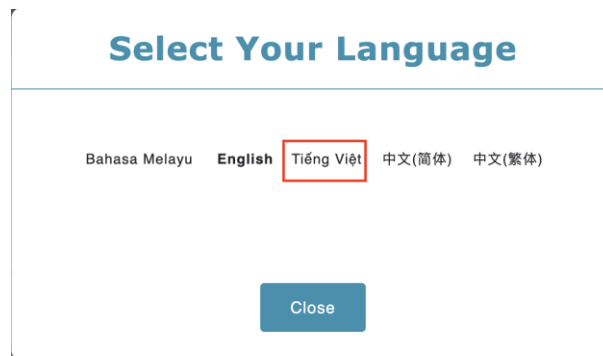 Select Your Language
Bahasa Melayu English Tiếng Việt 中文(简体) 中文(繁体)
Close